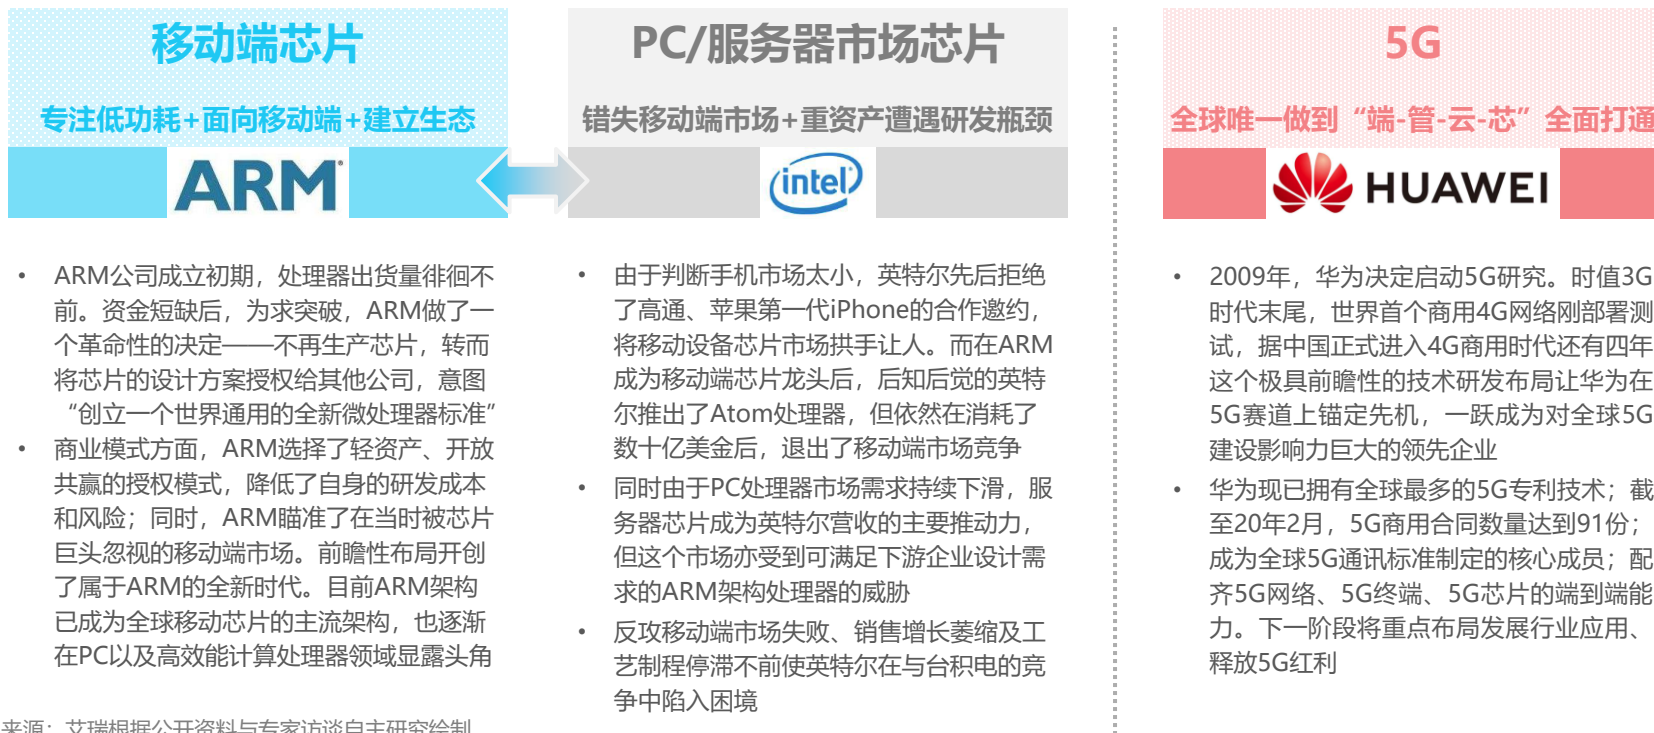 移动端芯片
专注低功耗+面向移动端+建立生态
ARM
ARM公司成立初期，处理器出货量徘徊不
前。资金短缺后，为求突破，ARM做了一
个革命性的决定——不再生产芯片，转而
将芯片的设计方案授权给其他公司，意图
“创立一个世界通用的全新微处理器标准”
商业模式方面，ARM选择了轻资产、开放
共赢的授权模式，降低了自身的研发成本
和风险；同时，ARM瞄准了在当时被芯片
巨头忽视的移动端市场。前瞻性布局开创
了属于ARM的全新时代。目前ARM架构
已成为全球移动芯片的主流架构，也逐渐
在PC以及高效能计算处理器领域显露头角
PC/服务器市场芯片
错失移动端市场+重资产遭遇研发瓶颈
intel
由于判断手机市场太小，英特尔先后拒绝
了高通、苹果第一代iPhone的合作邀约，
将移动设备芯片市场拱手让人。而在ARM
成为移动端芯片龙头后，后知后觉的英特
尔推出了Atom处理器，但依然在消耗了
数十亿美金后，退出了移动端市场竞争
同时由于PC处理器市场需求持续下滑，服
务器芯片成为英特尔营收的主要推动力，
但这个市场亦受到可满足下游企业设计需
求的ARM架构处理器的威胁
反攻移动端市场失败、销售增长萎缩及工
艺制程停滞不前使英特尔在与台积电的竞
争中陷入困境
5G
全球唯一做到“端-管-云-芯”全面打通
HUAWEI
2009年，华为决定启动5G研究。时值3G
时代末尾，世界首个商用4G网络刚部署测
试，据中国正式进入4G商用时代还有四年
这个极具前瞻性的技术研发布局让华为在
5G赛道上锚定先机，一跃成为对全球5G
建设影响力巨大的领先企业
华为现已拥有全球最多的5G专利技术；截
至20年2月，5G商用合同数量达到91份；
成为全球5G通讯标准制定的核心成员；配
齐5G网络、5G终端、5G芯片的端到端能
力。下一阶段将重点布局发展行业应用、
释放5G红利
来源：艾瑞根据公开资料与专家访谈自主研究绘制